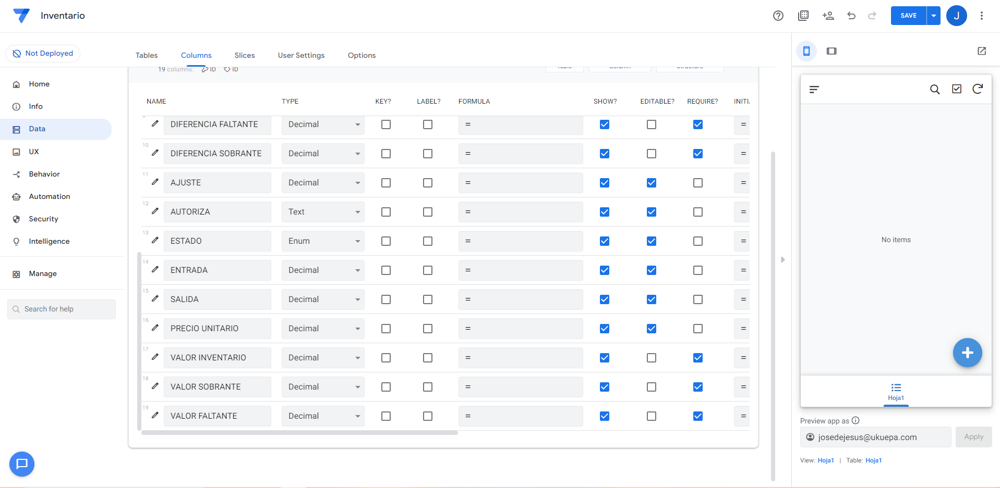 Inventario
SAVE
J
Not Deployed
Tables
Columns
Slices
User Settings
Options
Home
Info
Data
UX
Behavior
Automation
Security
Intelligence
Manage
Search for help
19 columns: ID ID
Table
Column
Structure
NAME TYPE KEY? LABEL? FORMULA SHOW? EDITABLE? REQUIRE? INITI
9 DIFERENCIA FALTANTE Decimal = =
10 DIFERENCIA SOBRANTE Decimal = =
11 AJUSTE Decimal = =
12 AUTORIZA Text = =
13 ESTADO Enum = =
14 ENTRADA Decimal = =
15 SALIDA Decimal = =
16 PRECIO UNITARIO Decimal = =
17 VALOR INVENTARIO Decimal = =
18 VALOR SOBRANTE Decimal = =
19 VALOR FALTANTE Decimal = =
No items
Hoja1
Preview app as
josedejesus@ukuepa.com
Apply
View: Hoja1 | Table: Hoja1